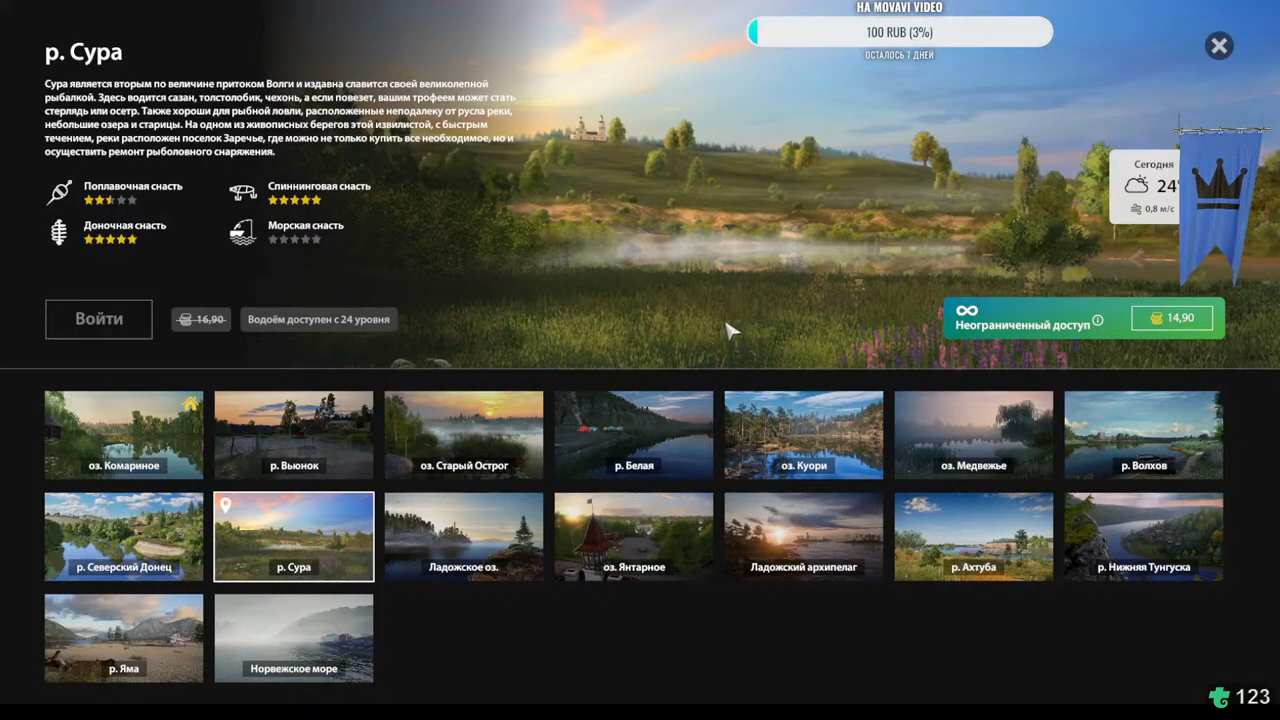 НА MOVAVI VIDEO
100 RUB (3%)
ОСТАЛОСЬ 7 ДНЕЙ
р. Сура
Сура является вторым по величине притоком Волги и издавна славится своей великолепной
рыбалкой. Здесь водится сазан, толстолобик, чехонь, а если повезет, вашим трофеем может стать
стерлядь или осетр. Также хороши для рыбной ловли, расположенные неподалеку от русла реки,
небольшие озера и старицы. На одном из живописных берегов этой извилистой, с быстрым
течением, реки расположен поселок Заречье, где можно не только купить все необходимое, но и
осуществить ремонт рыболовного снаряжения.
Поплавочная снасть
Спиннинговая снасть
Доночная снасть
Морская снасть
Сегодня
24°
0,8 м/с
Войти
16,90
Водоём доступен с 24 уровня
Неограниченный доступ
14,90
оз. Комариное
р. Вьюнок
оз. Старый Острог
р. Белая
оз. Куори
оз. Медвежье
р. Волхов
р. Северский Донец
р. Сура
Ладожское оз.
оз. Янтарное
Ладожский архипелаг
р. Ахтуба
р. Нижняя Тунгуска
р. Яма
Норвежское море
123